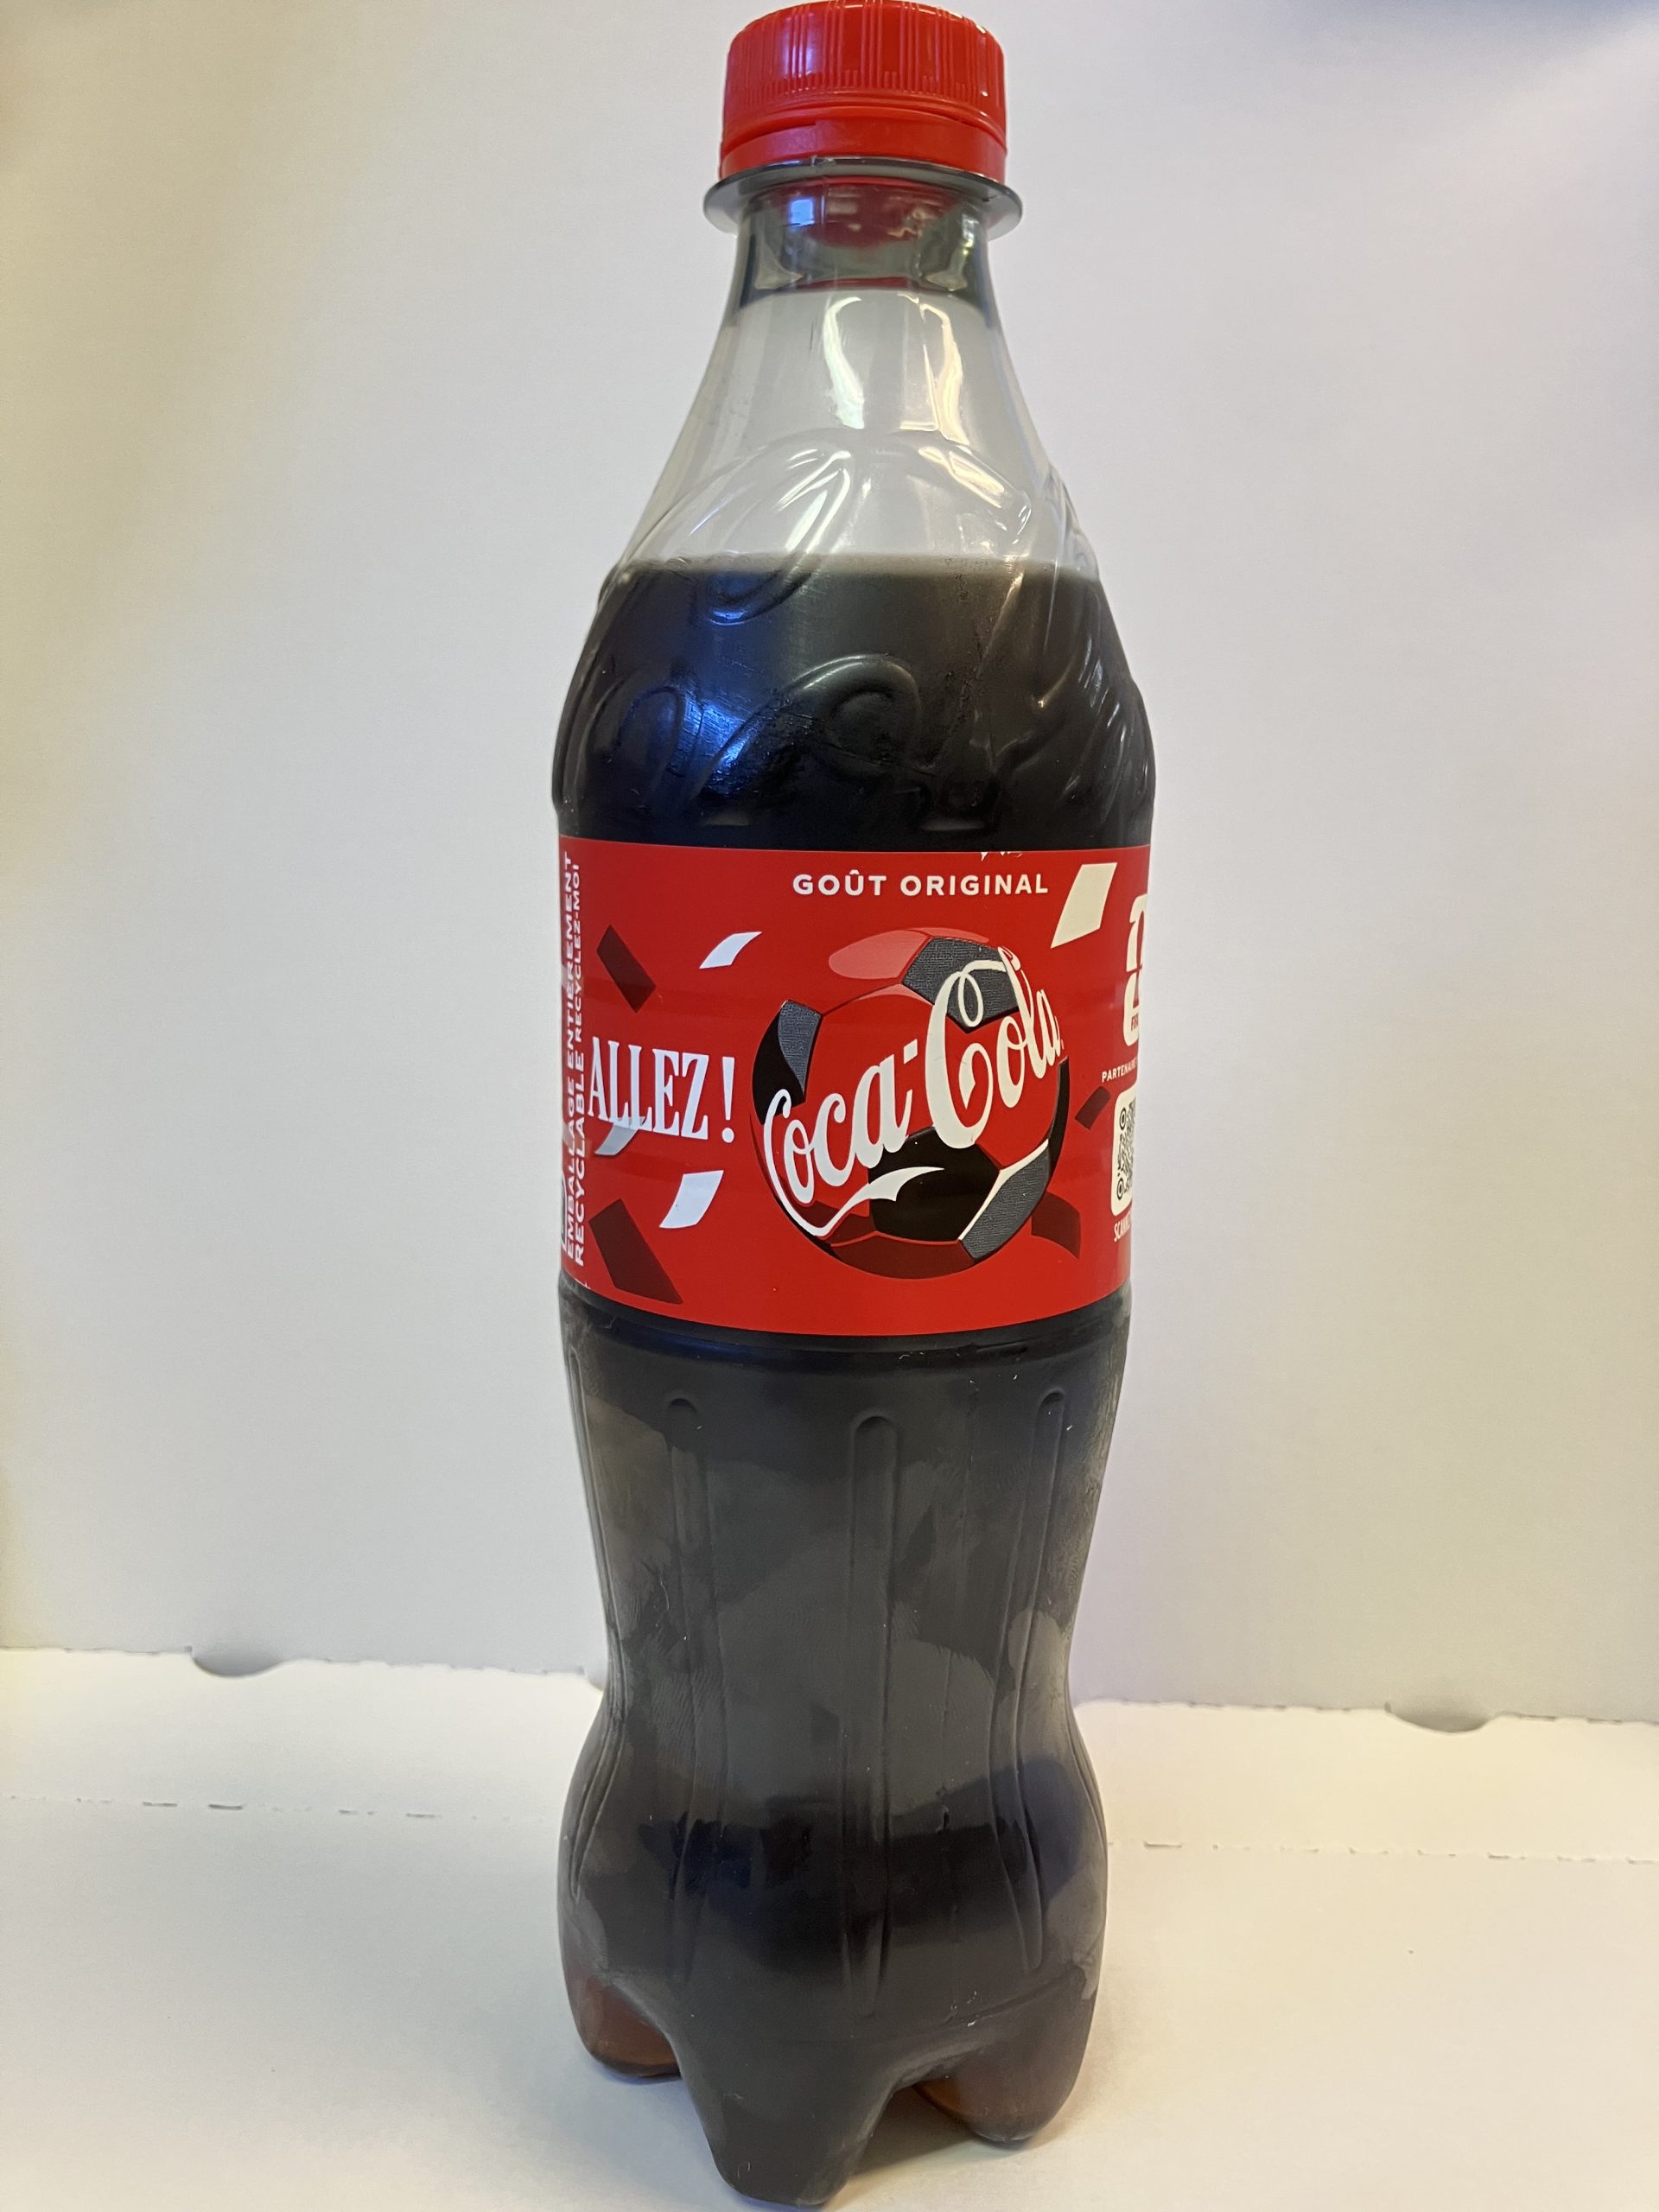 GOÛT ORIGINAL
ALLEZ !
Coca-Cola
EMBALLAGE ENTIÈREMENT
RECYCLABLE RECYCLEZ-MOI